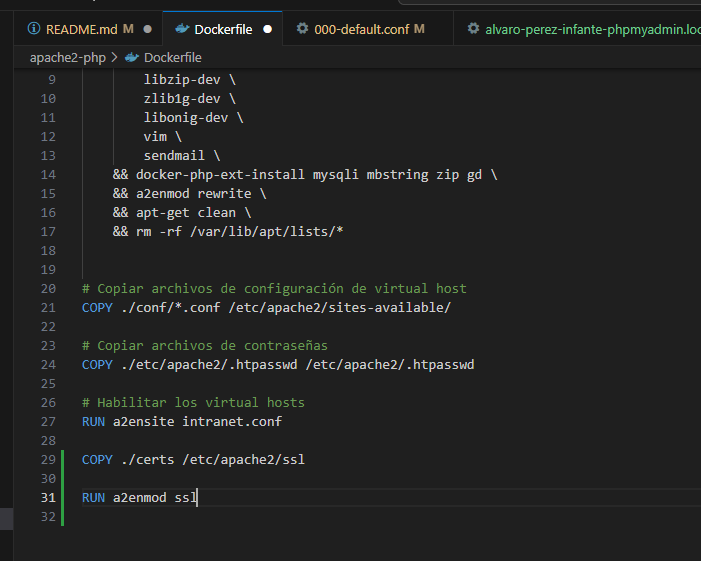 README.md M
Dockerfile
000-default.conf M
alvaro-perez-infante-phpmyadmin.loc
apache2-php > Dockerfile
9 libzip-dev \
10 zlib1g-dev \
11 libonig-dev \
12 vim \
13 sendmail \
14 && docker-php-ext-install mysqli mbstring zip gd \
15 && a2enmod rewrite \
16 && apt-get clean \
17 && rm -rf /var/lib/apt/lists/*
18
19
20 # Copiar archivos de configuración de virtual host
21 COPY ./conf/*.conf /etc/apache2/sites-available/
22
23 # Copiar archivos de contraseñas
24 COPY ./etc/apache2/.htpasswd /etc/apache2/.htpasswd
25
26 # Habilitar los virtual hosts
27 RUN a2ensite intranet.conf
28
29 COPY ./certs /etc/apache2/ssl
30
31 RUN a2enmod ssl
32